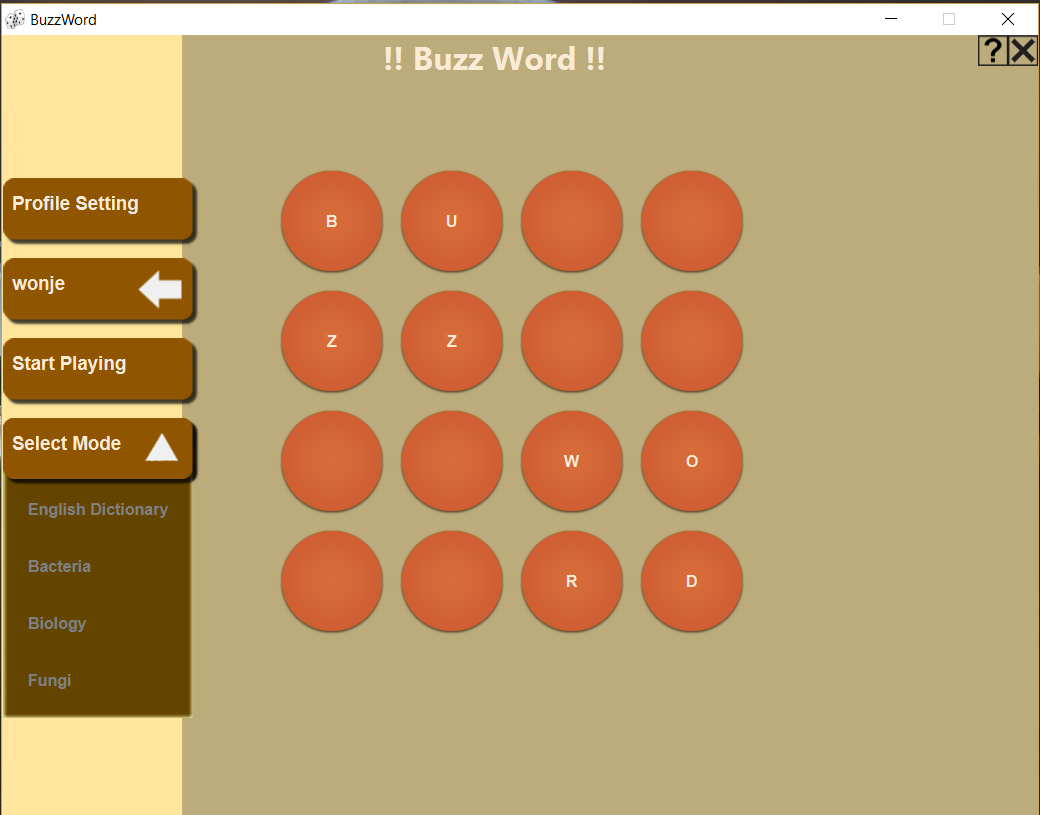 BuzzWord
!! Buzz Word !!
?
Profile Setting
wonje
Start Playing
Select Mode
English Dictionary
Bacteria
Biology
Fungi
B U
Z Z
W O
R D